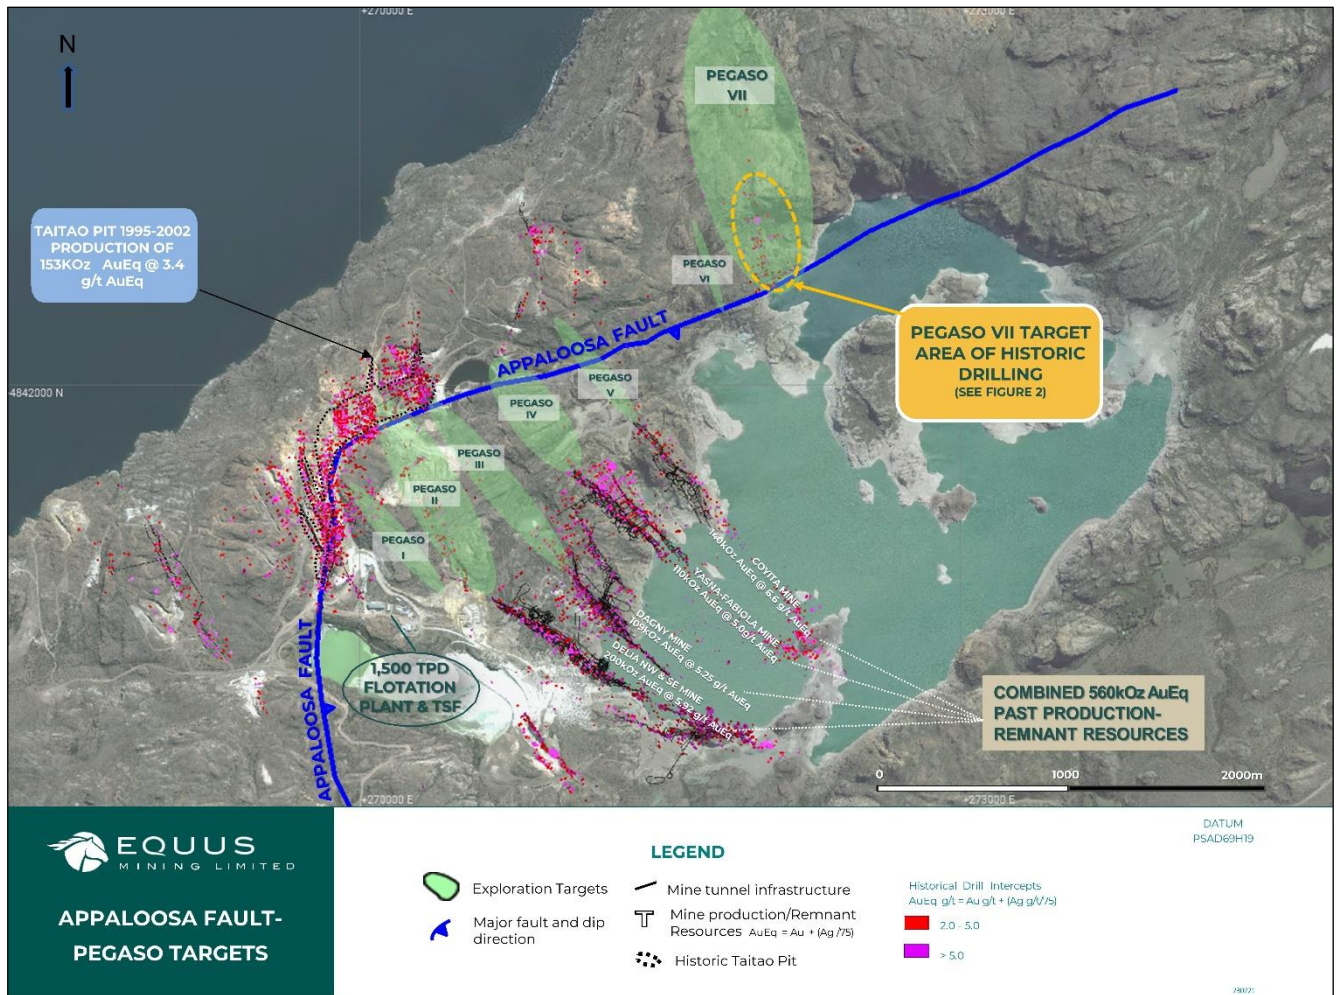 +270000 E
+273000 E
N
PEGASO
VII
TAITAO PIT 1995-2002
PRODUCTION OF
153KOz AuEq @ 3.4
g/t AuEq
PEGASO
VI
PEGASO VII TARGET
AREA OF HISTORIC
DRILLING
(SEE FIGURE 2)
APPALOOSA FAULT
4842000 N
PEGASO
V
PEGASO
IV
PEGASO
III
PEGASO
II
PEGASO
I
COYITA MINE
140kOz AuEq @ 6.6 g/t AuEq
YASNA-FABIOLA MINE
110kOz AuEq @ 5.0g/t AuEq
DAGNY MINE
109kOz AuEq @ 5.25 g/t AuEq
DELIA NW & SE MINE
200kOz AuEq @ 5.92 g/t AuEq
APPALOOSA FAULT
1,500 TPD
FLOTATION
PLANT & TSF
COMBINED 560kOz AuEq
PAST PRODUCTION-
REMNANT RESOURCES
0 1000 2000m
+270000 E
+273000 E
EQUUS
MINING LIMITED
APPALOOSA FAULT-
PEGASO TARGETS
LEGEND
Exploration Targets
Major fault and dip
direction
Mine tunnel infrastructure
Mine production/Remnant
Resources AuEq = Au + (Ag /75)
Historic Taitao Pit
DATUM
PSAD69H19
Historical Drill Intercepts
AuEq g/t = Au g/t + (Ag g/t/75)
2.0 - 5.0
> 5.0